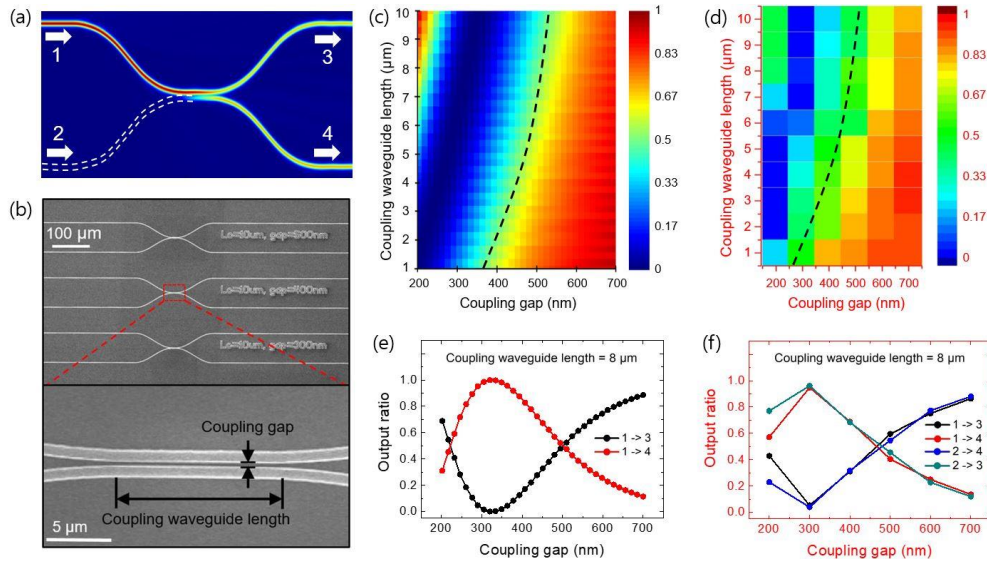 (a)
1
2
3
4
(b)
100 μm
Lc=10um, gap=500nm
Lc=10um, gap=400nm
Lc=10um, gap=300nm
Coupling gap
Coupling waveguide length
5 μm
(c)
Coupling waveguide length (μm)
10
9
8
7
6
5
4
3
2
1
200
300
400
500
600
700
Coupling gap (nm)
1
0.83
0.67
0.50
0.33
0.17
0
(d)
Coupling waveguide length (μm)
10
9
8
7
6
5
4
3
2
1
200
300
400
500
600
700
Coupling gap (nm)
1
0.83
0.67
0.50
0.33
0.17
0
(e)
Coupling waveguide length = 8 μm
Output ratio
1.0
0.8
0.6
0.4
0.2
0.0
1 -> 3
1 -> 4
200
300
400
500
600
700
Coupling gap (nm)
(f)
Coupling waveguide length = 8 μm
Output ratio
1.0
0.8
0.6
0.4
0.2
0.0
1 -> 3
1 -> 4
2 -> 4
2 -> 3
200
300
400
500
600
700
Coupling gap (nm)